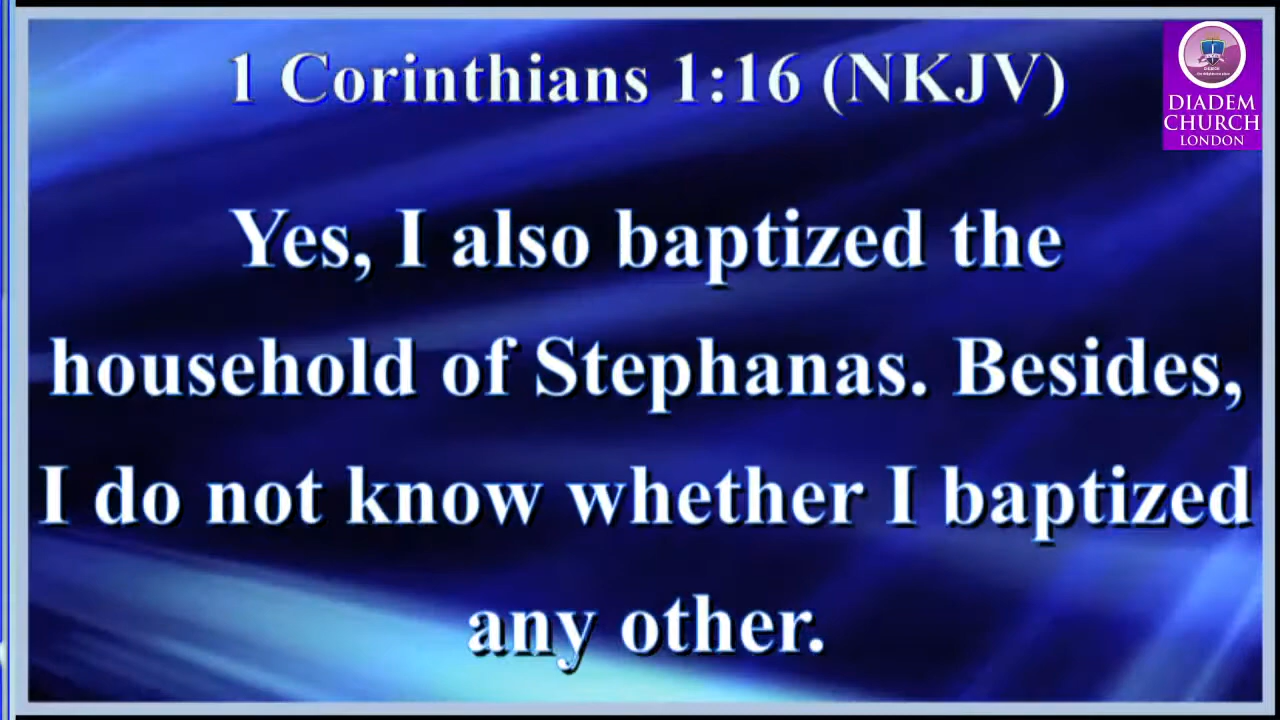 1 Corinthians 1:16 (NKJV)
DIADEM
CHURCH
LONDON
Yes, I also baptized the
household of Stephanas. Besides,
I do not know whether I baptized
any other.